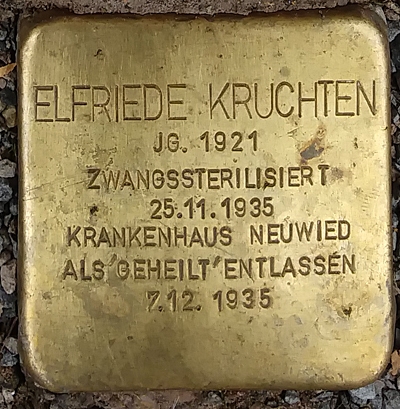 ELFRIEDE KRUCHTEN
JG. 1921
ZWANGSSTERILISIERT
25.11.1935
KRANKENHAUS NEUWIED
ALS 'GEHEILT' ENTLASSEN
7.12. 1935